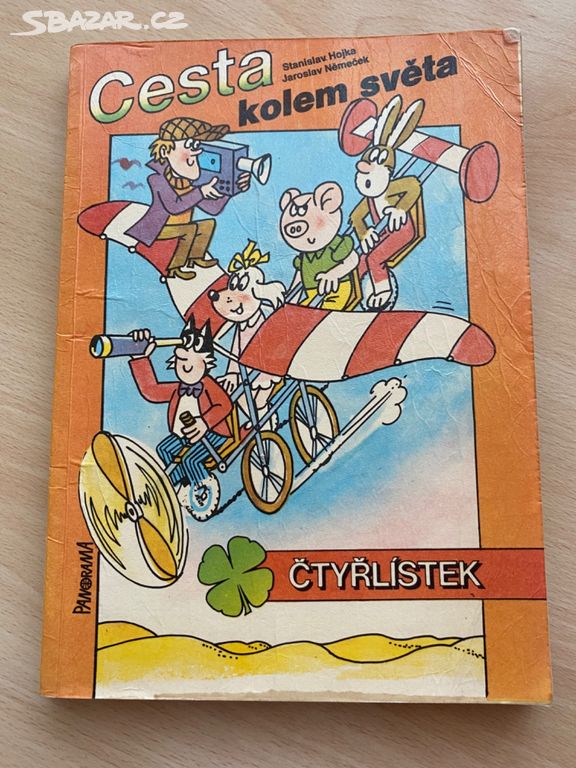 SBAZAR.CZ
Cesta
Stanislav Hojka
Jaroslav Němeček
kolem světa
PANORAMA
ČTYŘLÍSTEK